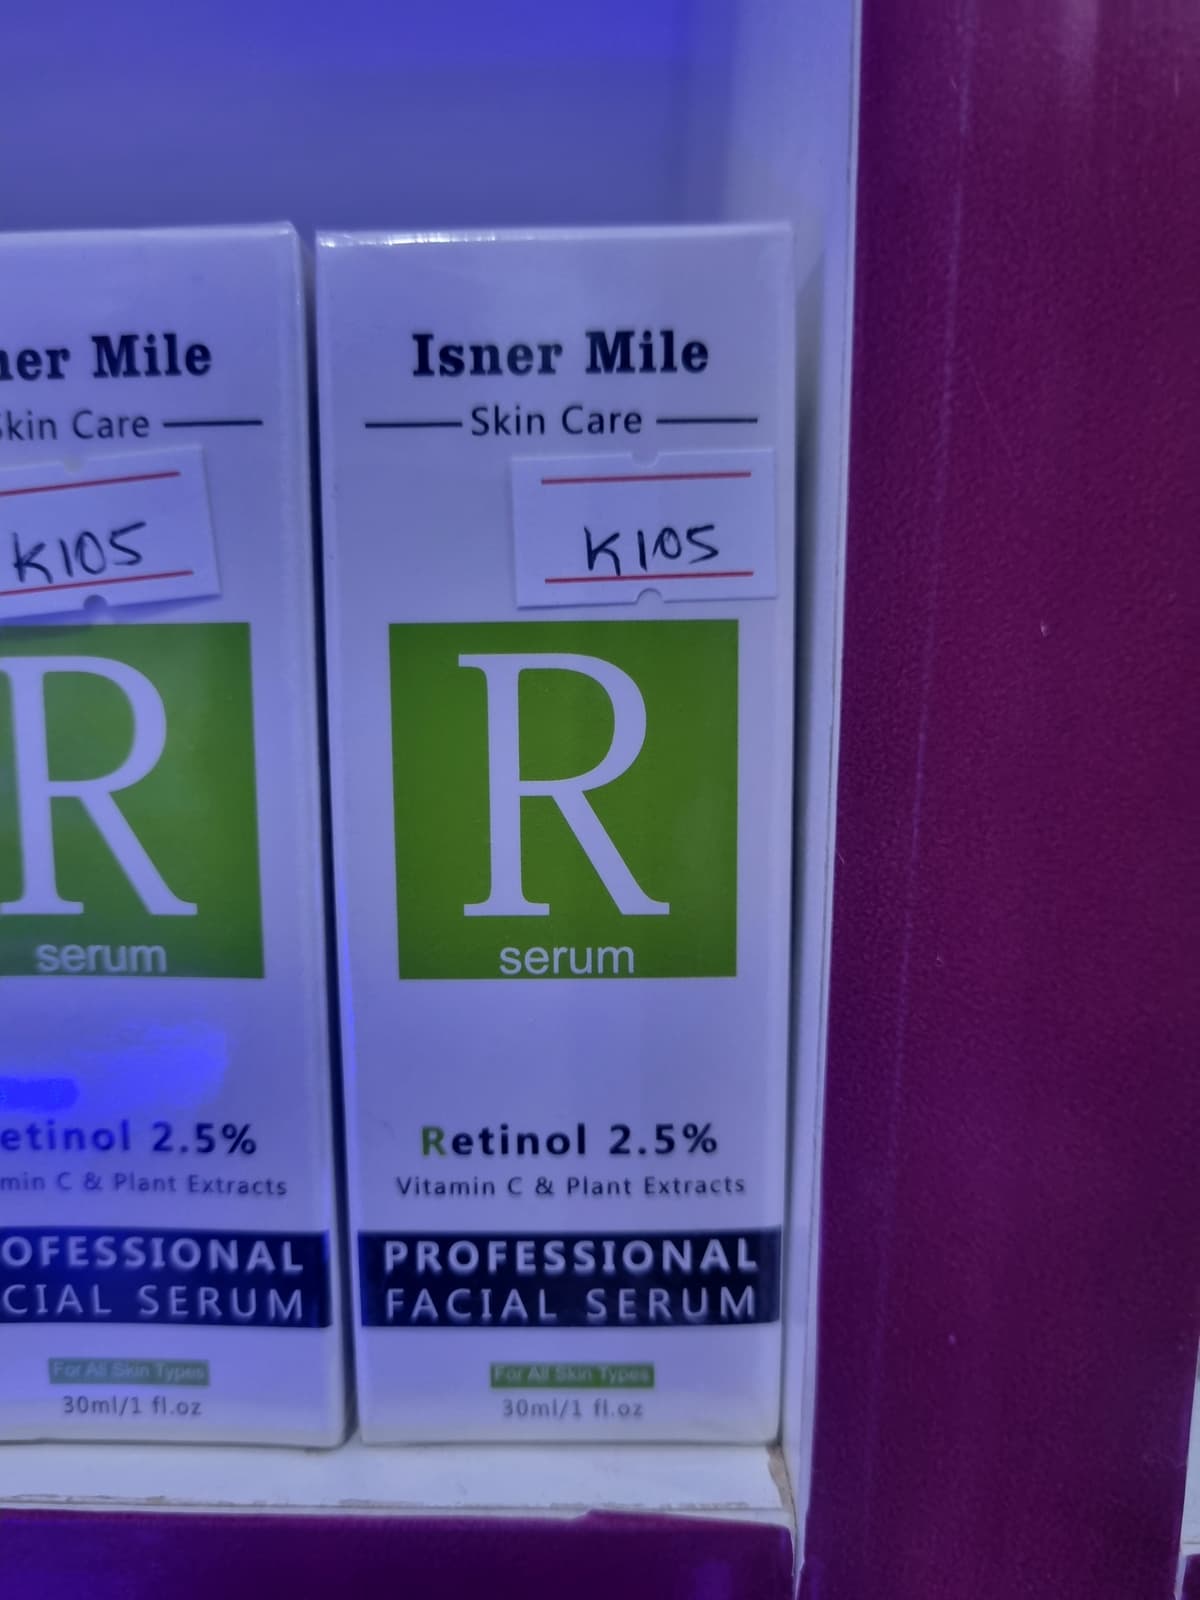 ner Mile
Skin Care
K105
R
serum
etinol 2.5%
min C & Plant Extracts
OFESSIONAL
CIAL SERUM
For All Skin Types
30ml/1 fl.oz
Isner Mile
Skin Care
K105
R
serum
Retinol 2.5%
Vitamin C & Plant Extracts
PROFESSIONAL
FACIAL SERUM
For All Skin Types
30ml/1 fl.oz